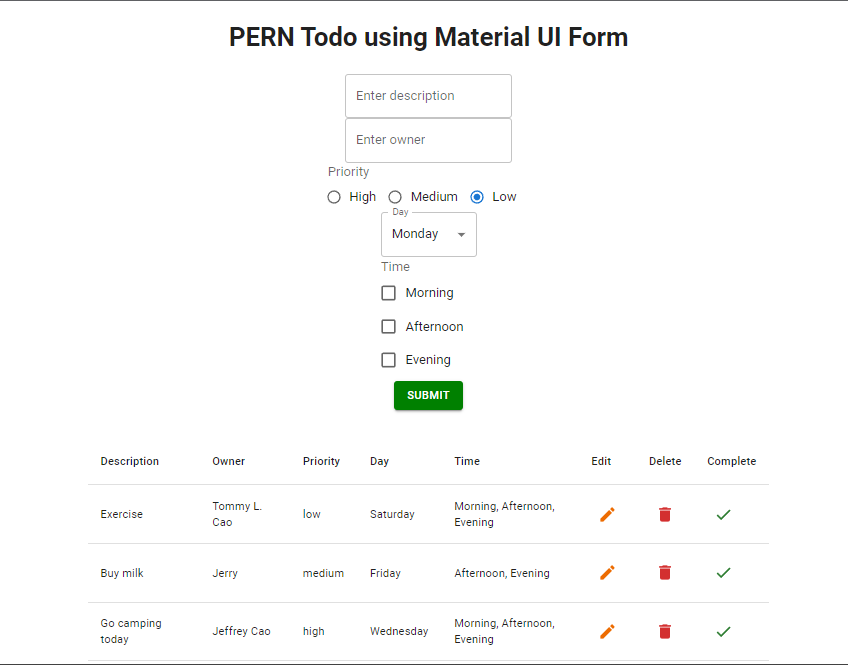 PERN Todo using Material UI Form
Enter description
Enter owner
Priority
High Medium Low
Day
Monday
Time
Morning
Afternoon
Evening
SUBMIT
Description Owner Priority Day Time Edit Delete Complete
Exercise Tommy L. Cao low Saturday Morning, Afternoon, Evening
Buy milk Jerry medium Friday Afternoon, Evening
Go camping today Jeffrey Cao high Wednesday Morning, Afternoon, Evening